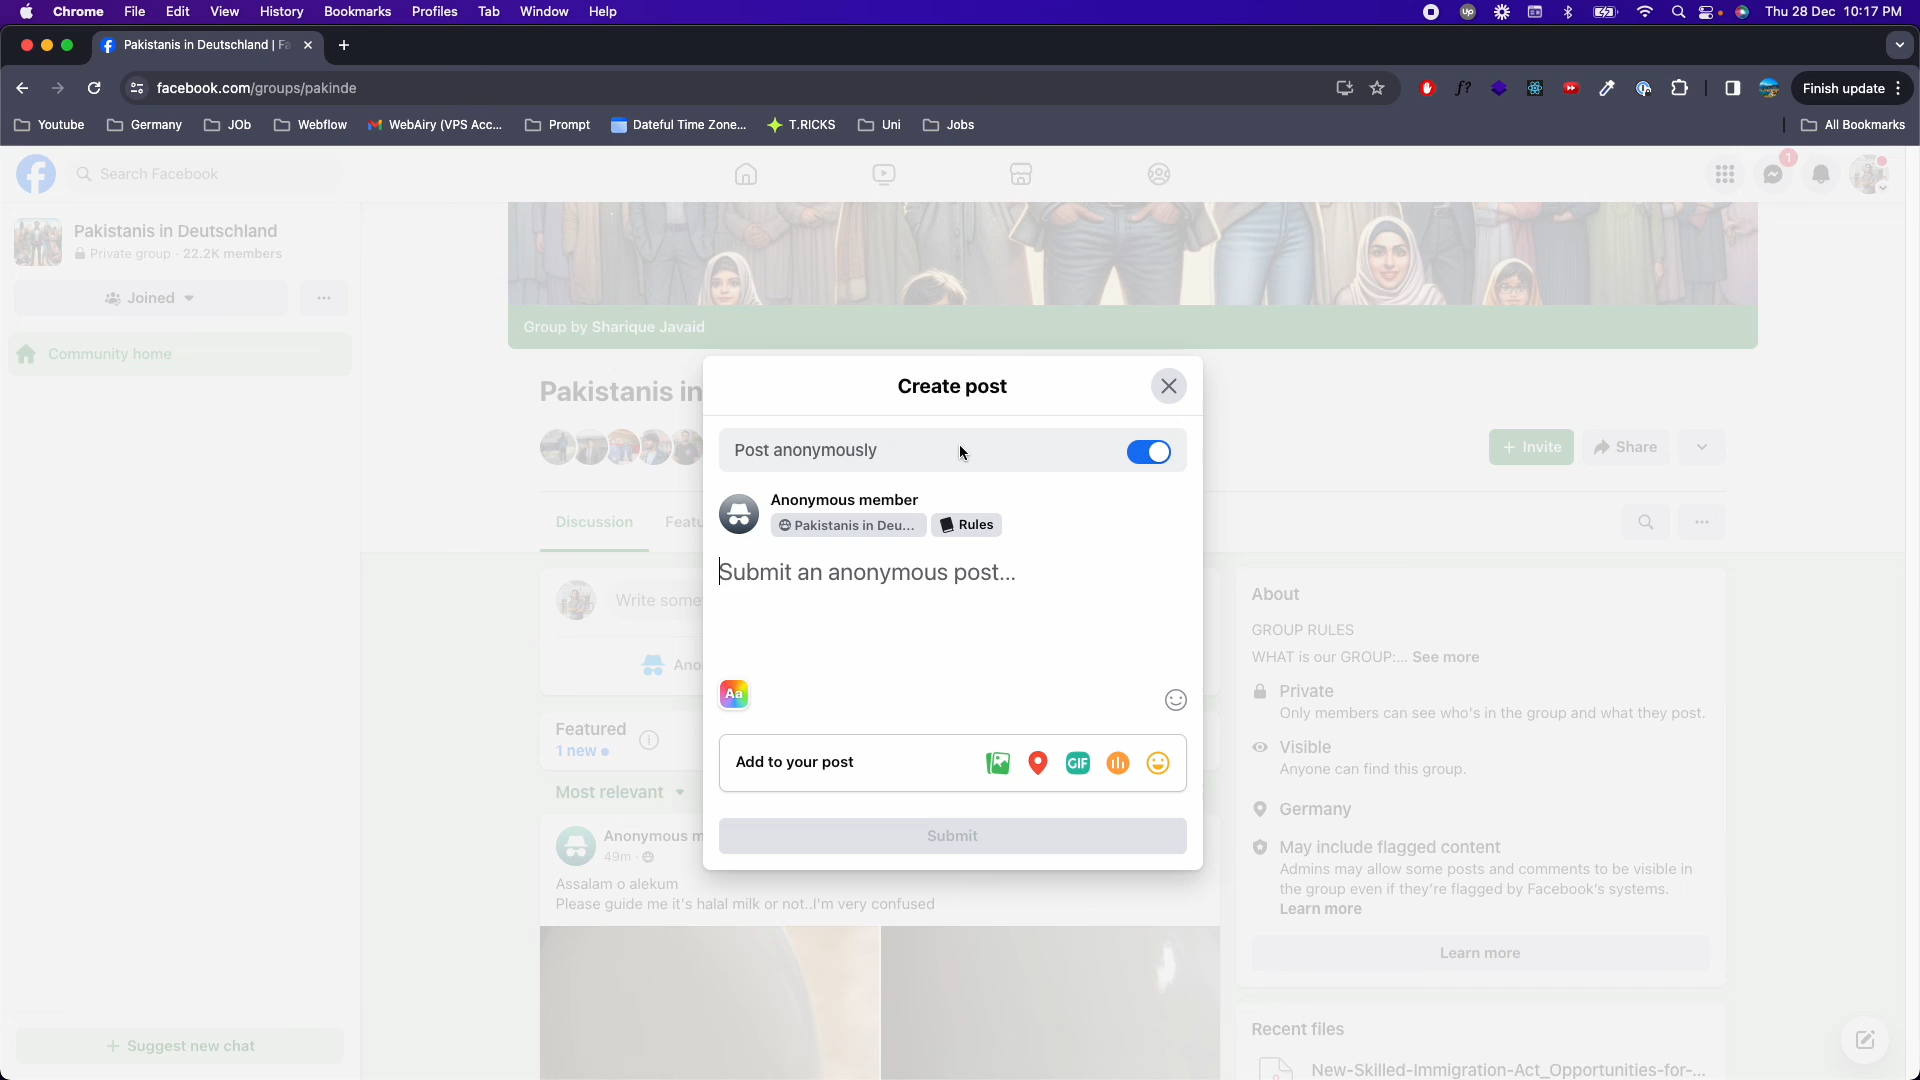 Chrome File Edit View History Bookmarks Profiles Tab Window Help Thu 28 Dec 10:17 PM
Pakistanis in Deutschland | Fa
facebook.com/groups/pakinde Finish update
Youtube Germany JOb Webflow WebAiry (VPS Acc... Prompt Dateful Time Zone... T.RICKS Uni Jobs All Bookmarks
Search Facebook 1
Pakistanis in Deutschland
Private group · 22.2K members
Joined
Community home
Suggest new chat
Group by Sharique Javaid
Pakistanis in
Invite Share
Discussion Featu
Write some
Ano
Featured
1 new
Most relevant
Anonymous m
49m
Assalam o alekum
Please guide me it's halal milk or not..I'm very confused
Create post
Post anonymously
Anonymous member
Pakistanis in Deu... Rules
Submit an anonymous post...
Aa
Add to your post GIF
Submit
About
GROUP RULES
WHAT is our GROUP:... See more
Private
Only members can see who's in the group and what they post.
Visible
Anyone can find this group.
Germany
May include flagged content
Admins may allow some posts and comments to be visible in
the group even if they're flagged by Facebook's systems.
Learn more
Learn more
Recent files
New-Skilled-Immigration-Act_Opportunities-for-...